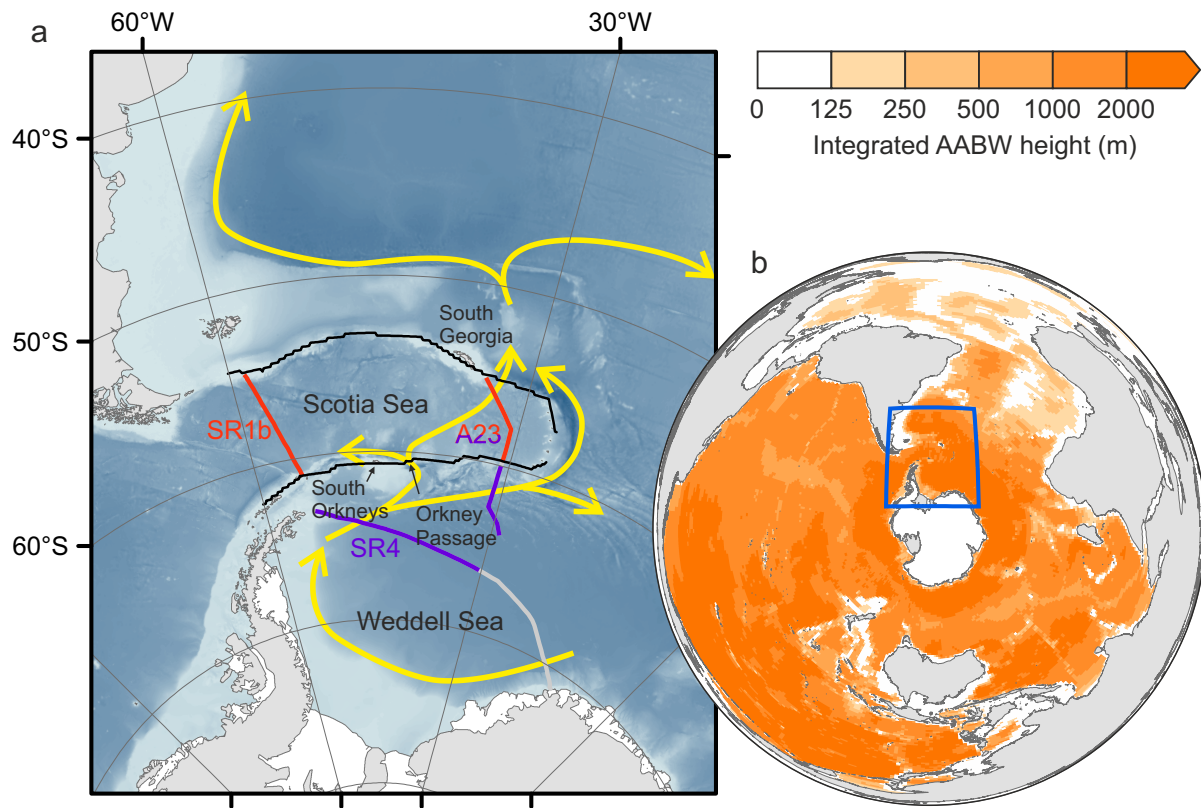 60°W
30°W
a
40°S
50°S
60°S
South
Georgia
Scotia Sea
SR1b
A23
South
Orkneys
Orkney
Passage
SR4
Weddell Sea
0 125 250 500 1000 2000
Integrated AABW height (m)
b